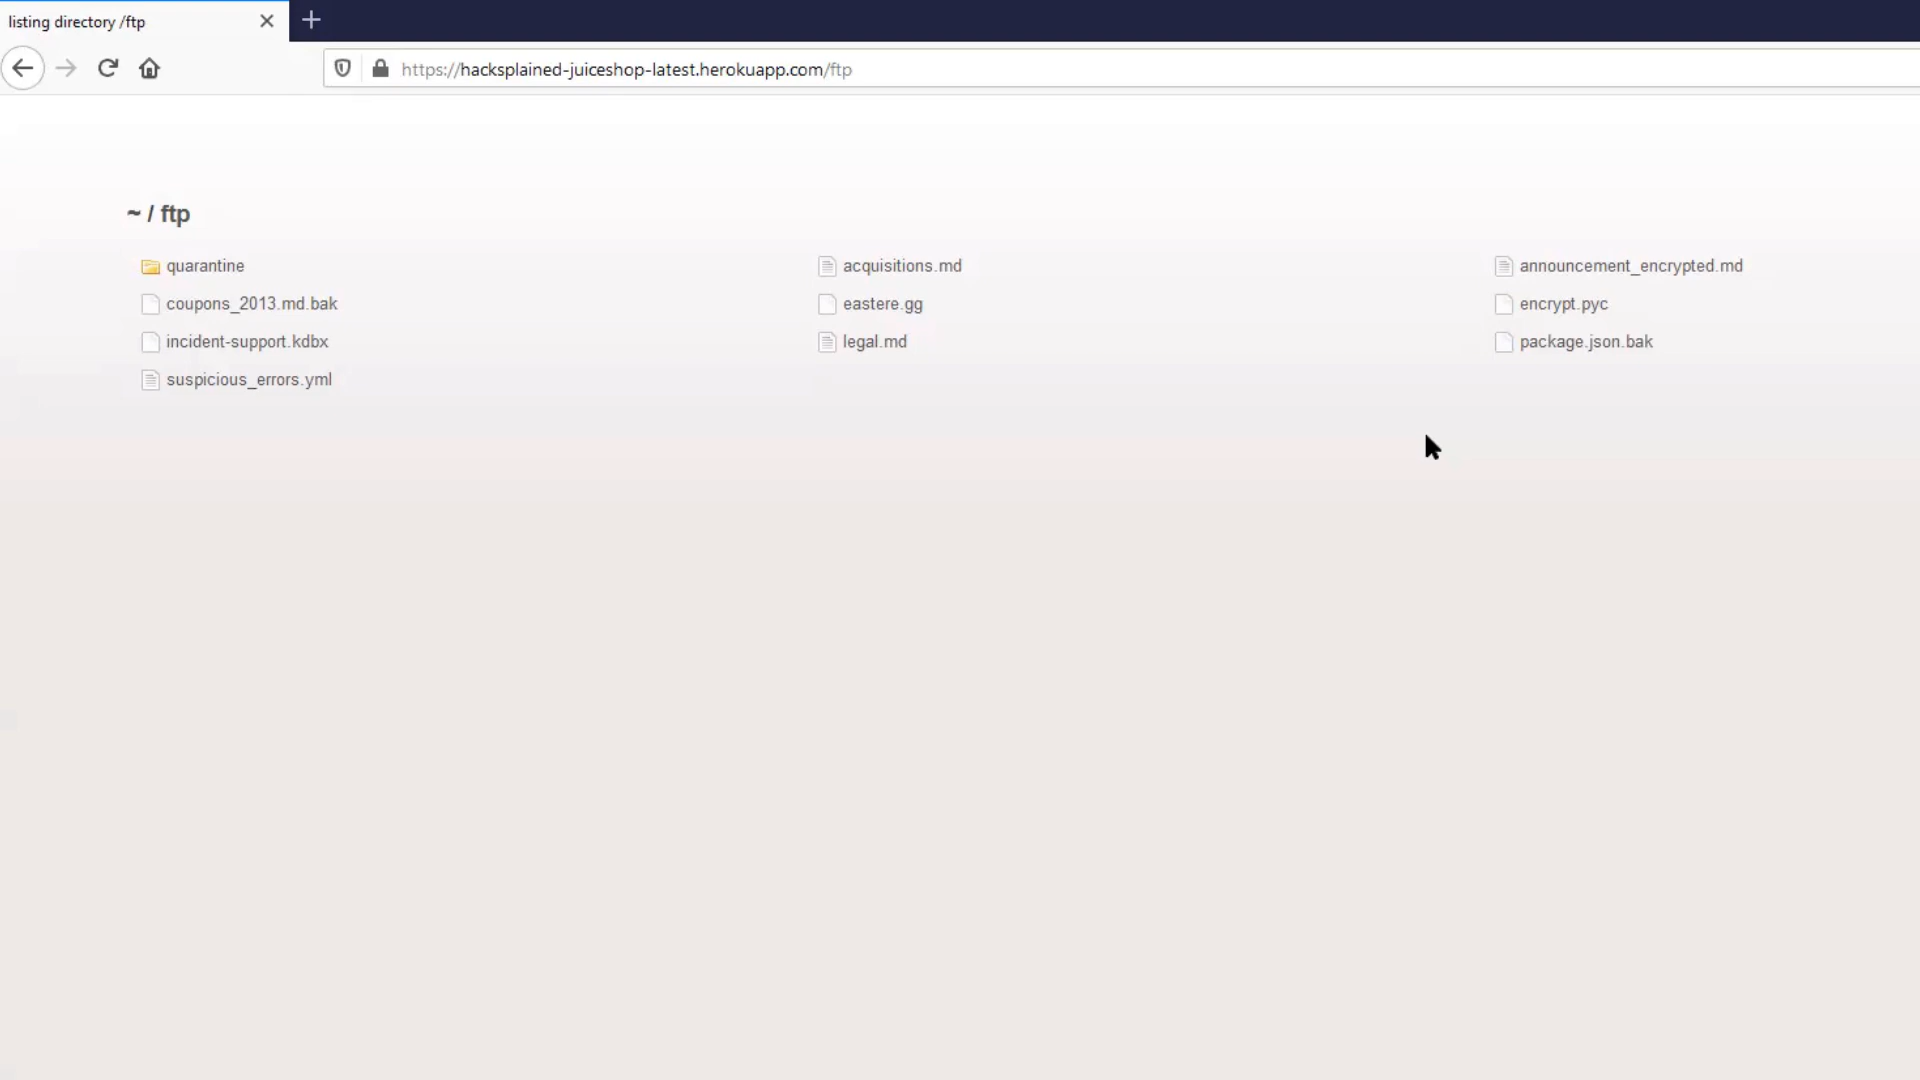 listing directory /ftp
https://hacksplained-juiceshop-latest.herokuapp.com/ftp
~ / ftp
quarantine acquisitions.md announcement_encrypted.md
coupons_2013.md.bak eastere.gg encrypt.pyc
incident-support.kdbx legal.md package.json.bak
suspicious_errors.yml